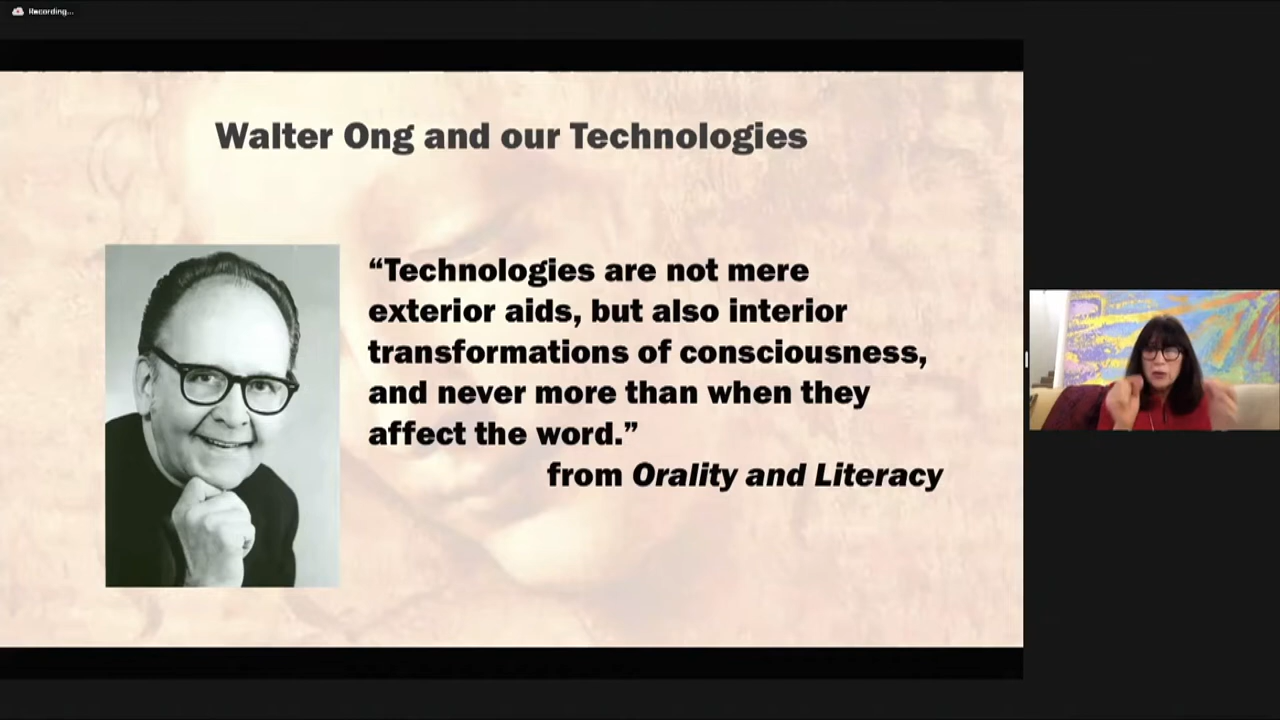 Recording...
Walter Ong and our Technologies
“Technologies are not mere
exterior aids, but also interior
transformations of consciousness,
and never more than when they
affect the word.”
from Orality and Literacy